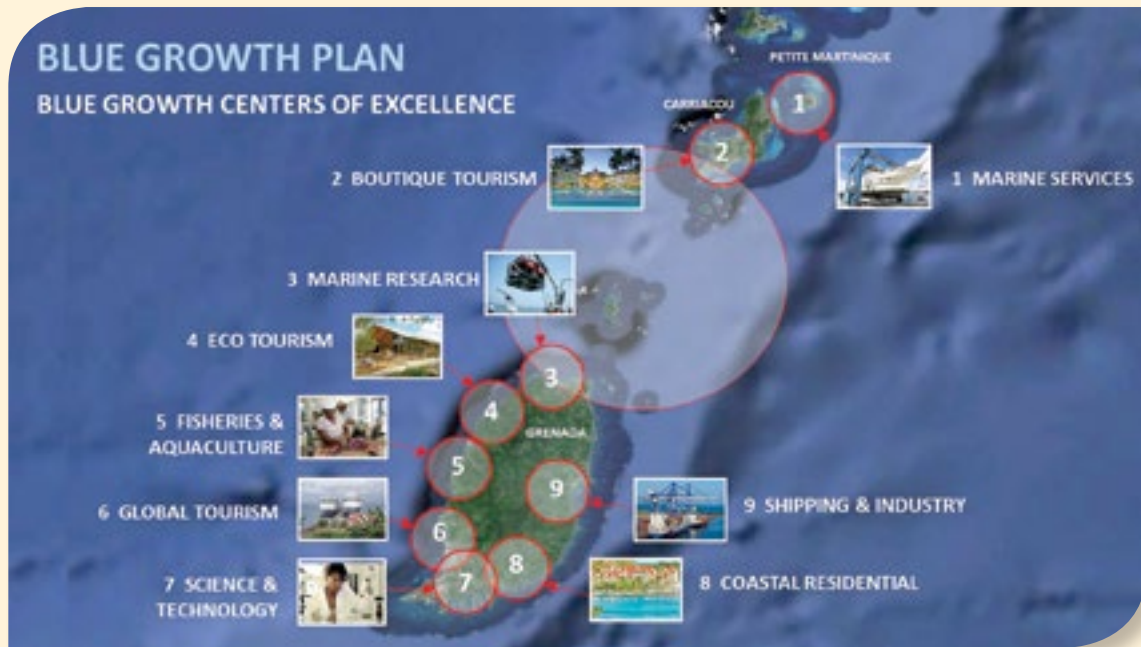 BLUE GROWTH PLAN
BLUE GROWTH CENTERS OF EXCELLENCE
PETITE MARTINIQUE
CARRIACOU
1
2
2 BOUTIQUE TOURISM
1 MARINE SERVICES
3 MARINE RESEARCH
4 ECO TOURISM
3
4
GRENADA
5 FISHERIES &
AQUACULTURE
5
9
6 GLOBAL TOURISM
9 SHIPPING & INDUSTRY
6
8
7
7 SCIENCE &
TECHNOLOGY
8 COASTAL RESIDENTIAL